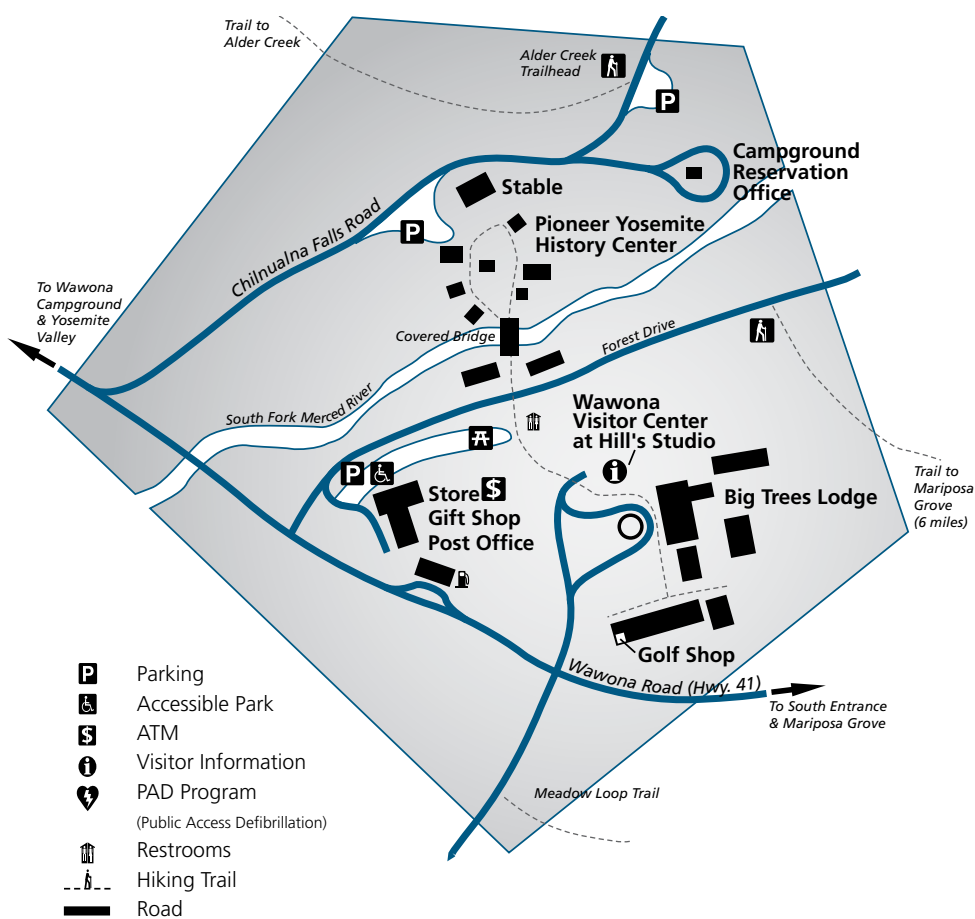 Trail to
Alder Creek
Alder Creek
Trailhead
P
Campground
Reservation
Office
Stable
Pioneer Yosemite
History Center
P
Chilnualna Falls Road
To Wawona
Campground
& Yosemite
Valley
Covered Bridge
Forest Drive
South Fork Merced River
Wawona
Visitor Center
at Hill's Studio
i
P
Store
$
Gift Shop
Post Office
Big Trees Lodge
Trail to
Mariposa
Grove
(6 miles)
Golf Shop
Wawona Road (Hwy. 41)
To South Entrance
& Mariposa Grove
Meadow Loop Trail
P Parking
Accessible Park
$ ATM
i Visitor Information
PAD Program
(Public Access Defibrillation)
Restrooms
Hiking Trail
Road